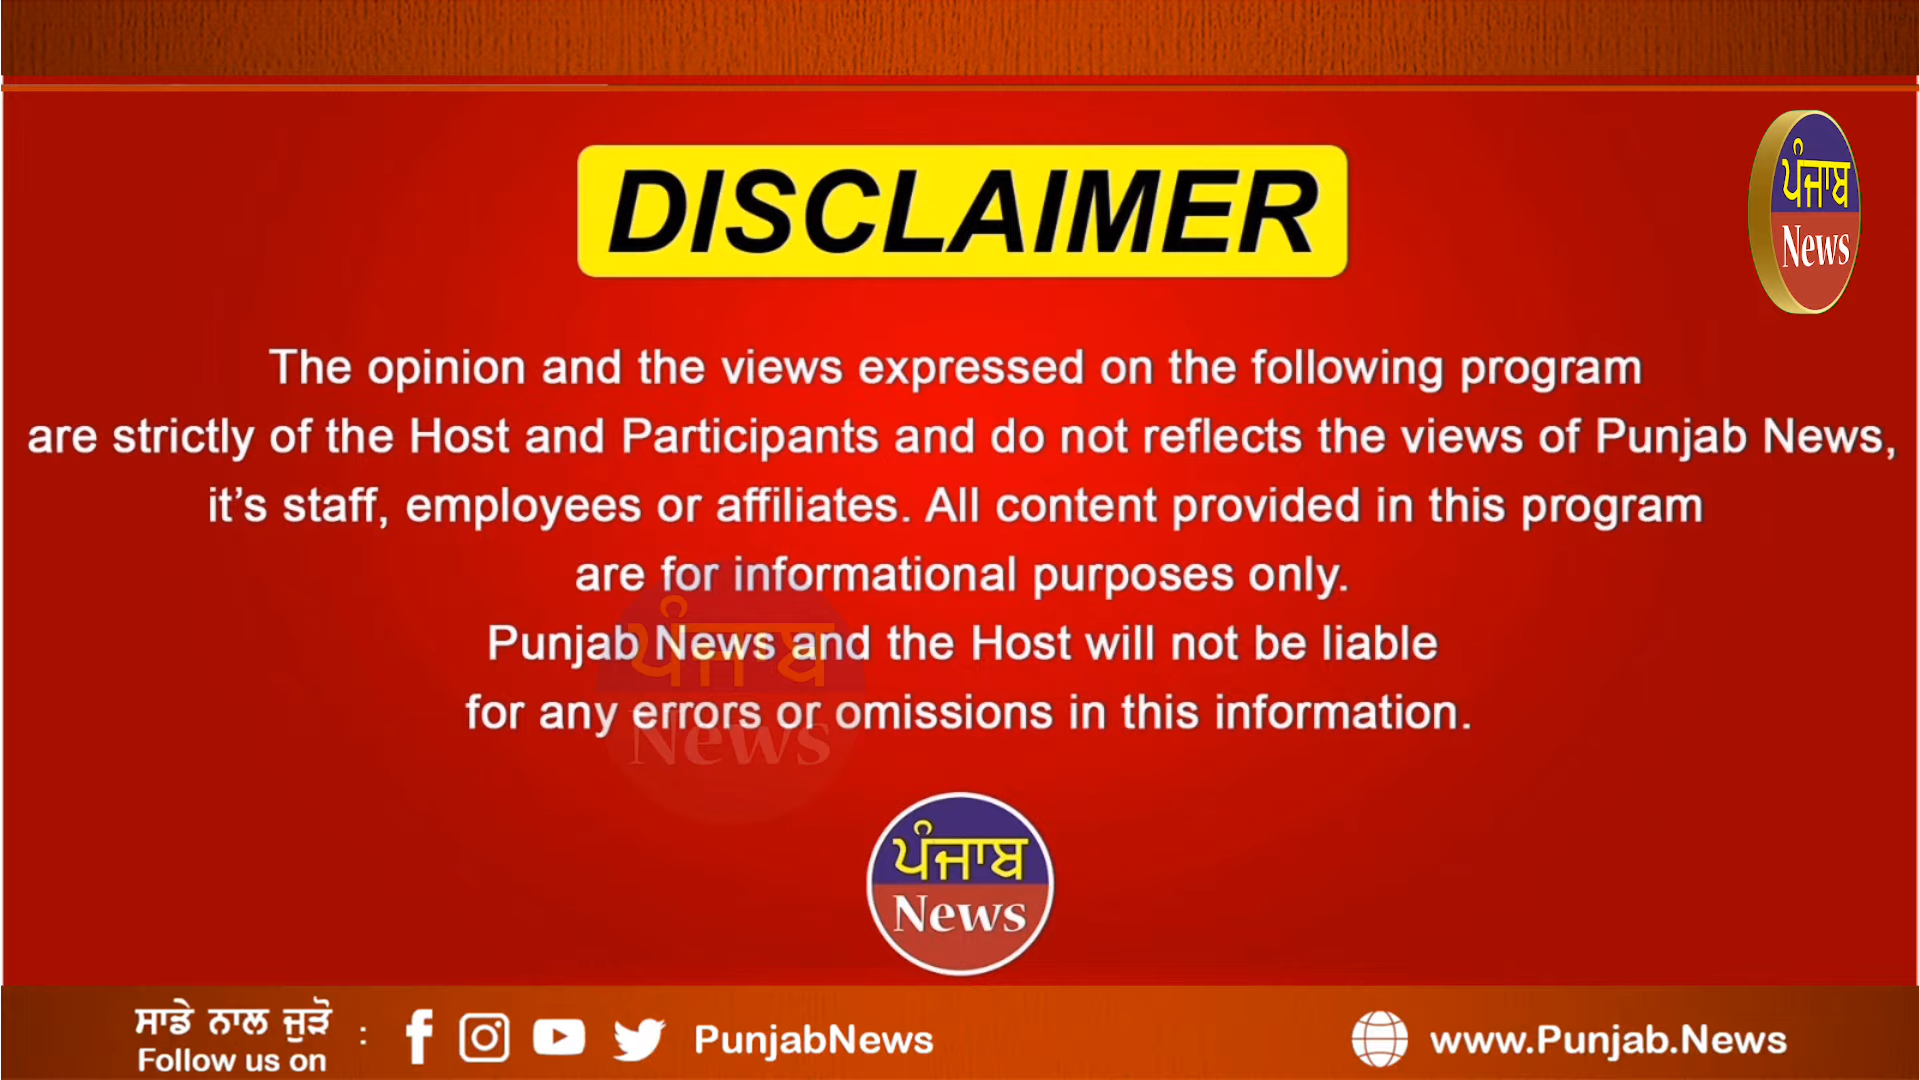 DISCLAIMER
ਪੰਜਾਬ
News
The opinion and the views expressed on the following program
are strictly of the Host and Participants and do not reflects the views of Punjab News,
it’s staff, employees or affiliates. All content provided in this program
are for informational purposes only.
Punjab News and the Host will not be liable
for any errors or omissions in this information.
ਪੰਜਾਬ
News
ਪੰਜਾਬ
News
ਸਾਡੇ ਨਾਲ ਜੁੜੋ :
Follow us on
PunjabNews
www.Punjab.News